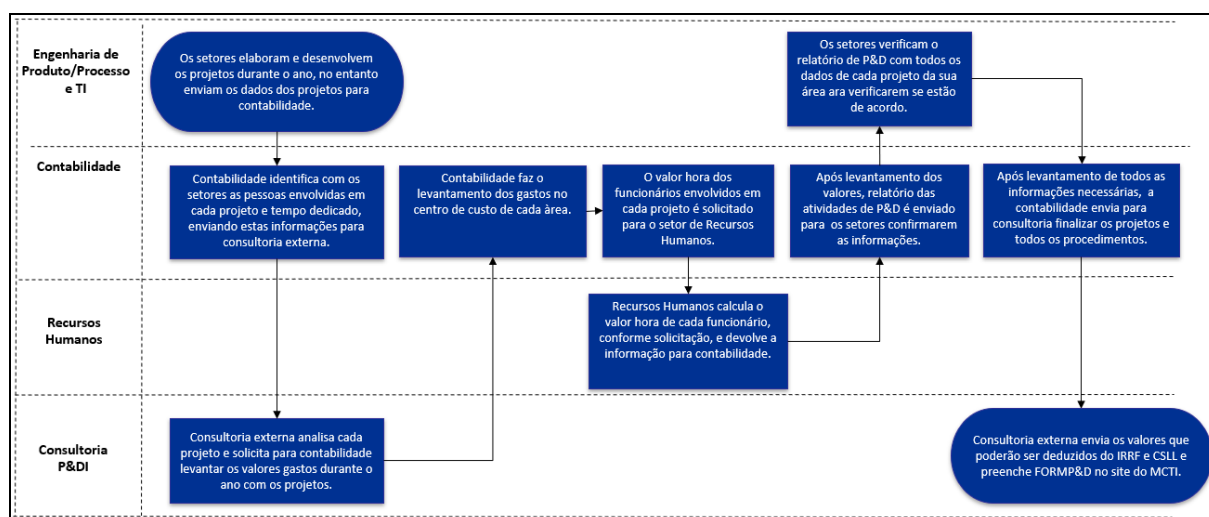 Engenharia de
Produto/Processo
e TI
Os setores elaboram e desenvolvem
os projetos durante o ano, no entanto
enviam os dados dos projetos para
contabilidade.
Os setores verificam o
relatório de P&D com todos os
dados de cada projeto da sua
área ara verificarem se estão
de acordo.
Contabilidade
Contabilidade identifica com os
setores as pessoas envolvidas em
cada projeto e tempo dedicado,
enviando estas informações para
consultoria externa.
Contabilidade faz o
levantamento dos gastos no
centro de custo de cada àrea.
O valor hora dos
funcionários envolvidos em
cada projeto é solicitado
para o setor de Recursos
Humanos.
Após levantamento dos
valores, relatório das
atividades de P&D é enviado
para os setores confirmarem
as informações.
Após levantamento de todos as
informações necessárias, a
contabilidade envia para
consultoria finalizar os projetos e
todos os procedimentos.
Recursos
Humanos
Recursos Humanos calcula o
valor hora de cada funcionário,
conforme solicitação, e devolve a
informação para contabilidade.
Consultoria
P&DI
Consultoria externa analisa cada
projeto e solicita para contabilidade
levantar os valores gastos durante o
ano com os projetos.
Consultoria externa envia os valores que
poderão ser deduzidos do IRRF e CSLL e
preenche FORMP&D no site do MCTI.